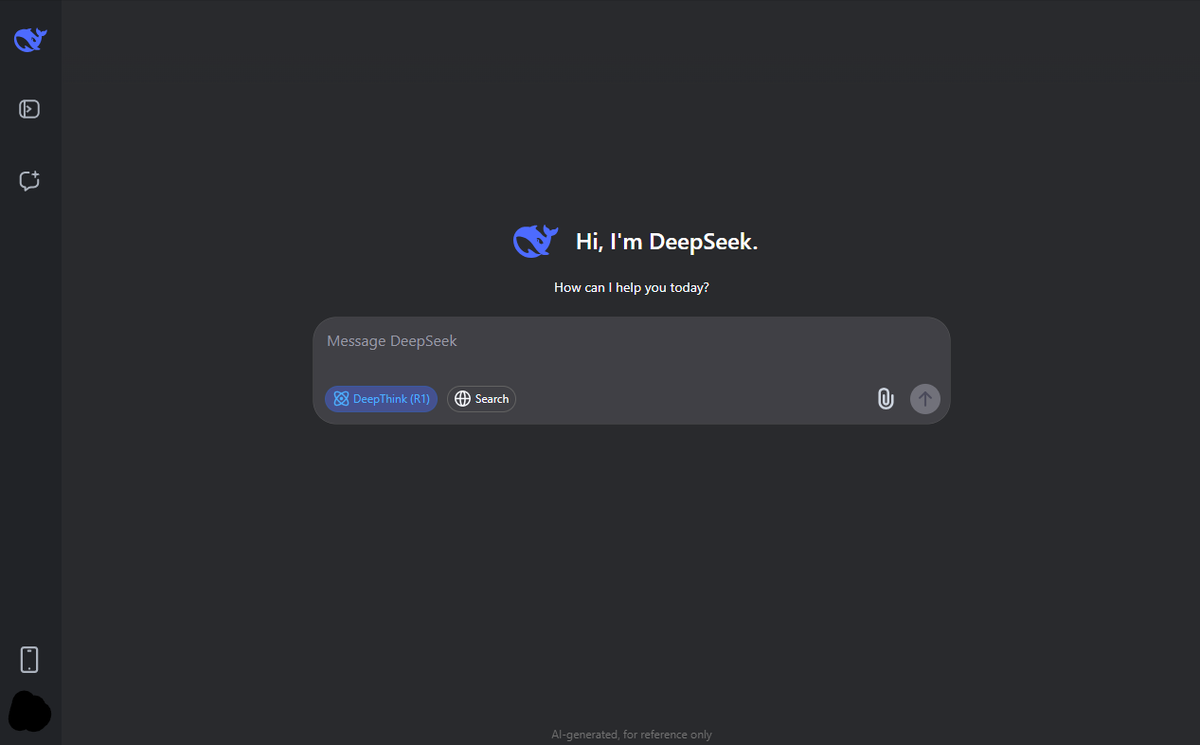 Hi, I'm DeepSeek.
How can I help you today?
Message DeepSeek
DeepThink (R1) Search
AI-generated, for reference only